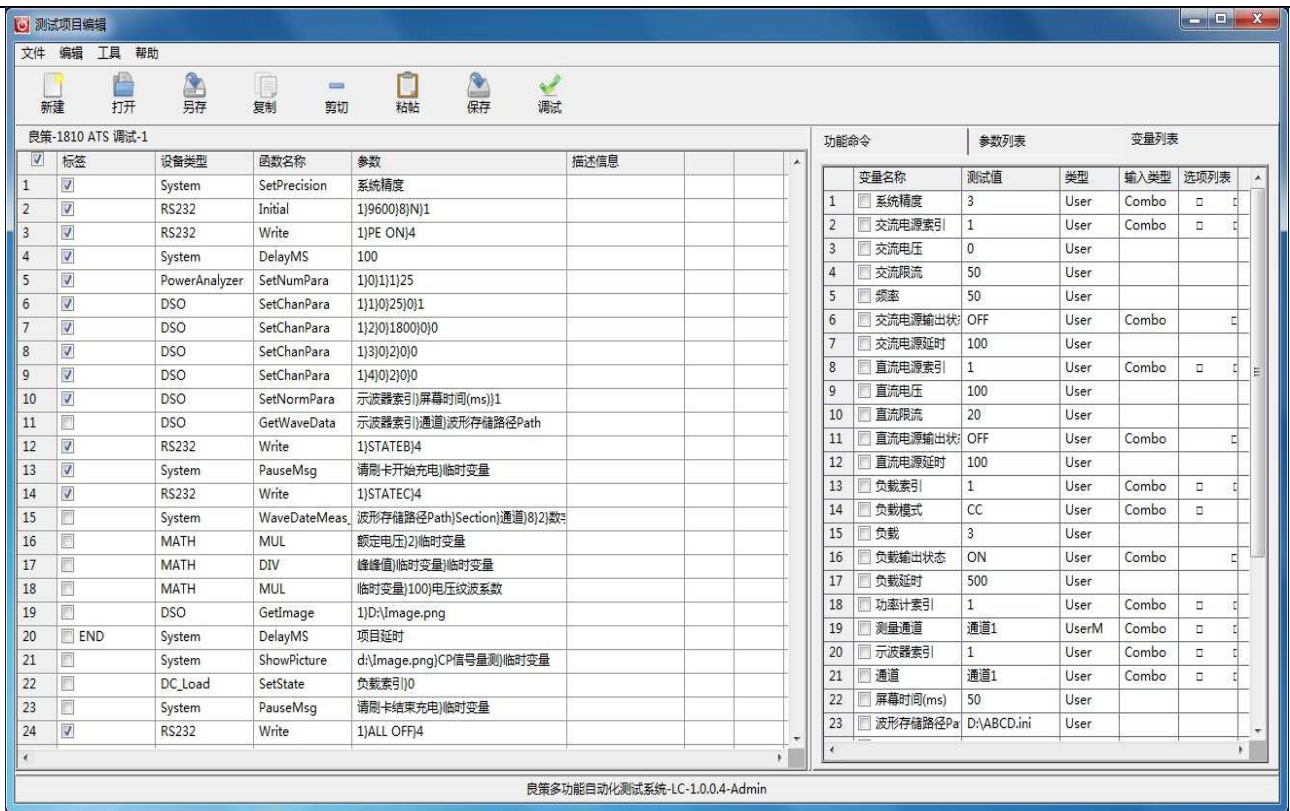 测试项目编辑
文件 编辑 工具 帮助
新建 打开 另存 复制 剪切 粘帖 保存 调试
良策-1810 ATS 调试-1
标签 设备类型 函数名称 参数 描述信息
1 System SetPrecision 系统精度
2 RS232 Initial 1}9600}8}N}1
3 RS232 Write 1}PE ON}4
4 System DelayMS 100
5 PowerAnalyzer SetNumPara 1}0}1}1}25
6 DSO SetChanPara 1}1}0}25}0}1
7 DSO SetChanPara 1}2}0}1800}0}0
8 DSO SetChanPara 1}3}0}2}0}0
9 DSO SetChanPara 1}4}0}2}0}0
10 DSO SetNormPara 示波器索引}屏幕时间(ms)}1
11 DSO GetWaveData 示波器索引}通道}波形存储路径Path
12 RS232 Write 1}STATEB}4
13 System PauseMsg 请刷卡开始充电}临时变量
14 RS232 Write 1}STATEC}4
15 System WaveDateMeas_ 波形存储路径Path}Section}通道}8}2}数
16 MATH MUL 额定电压}2}临时变量
17 MATH DIV 峰峰值}临时变量}临时变量
18 MATH MUL 临时变量}100}电压纹波系数
19 DSO GetImage 1}D:\Image.png
20 END System DelayMS 项目延时
21 System ShowPicture d:\Image.png}CP信号量测}临时变量
22 DC_Load SetState 负载索引}0
23 System PauseMsg 请刷卡结束充电}临时变量
24 RS232 Write 1}ALL OFF}4
功能命令 参数列表 变量列表
变量名称 测试值 类型 输入类型 选项列表
1 系统精度 3 User Combo
2 交流电源索引 1 User Combo
3 交流电压 0 User
4 交流限流 50 User
5 频率 50 User
6 交流电源输出状 OFF User Combo
7 交流电源延时 100 User
8 直流电源索引 1 User Combo
9 直流电压 100 User
10 直流限流 20 User
11 直流电源输出状 OFF User Combo
12 直流电源延时 100 User
13 负载索引 1 User Combo
14 负载模式 CC User Combo
15 负载 3 User
16 负载输出状态 ON User Combo
17 负载延时 500 User
18 功率计索引 1 User Combo
19 测量通道 通道1 UserM Combo
20 示波器索引 1 User Combo
21 通道 通道1 User Combo
22 屏幕时间(ms) 50 User
23 波形存储路径Pa D:\ABCD.ini User
良策多功能自动化测试系统-LC-1.0.0.4-Admin